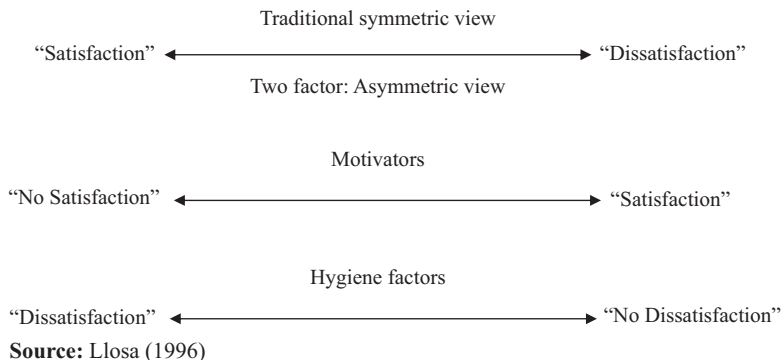 Traditional symmetric view
“Satisfaction” “Dissatisfaction”
Two factor: Asymmetric view
Motivators
“No Satisfaction” “Satisfaction”
Hygiene factors
“Dissatisfaction” “No Dissatisfaction”
Source: Llosa (1996)